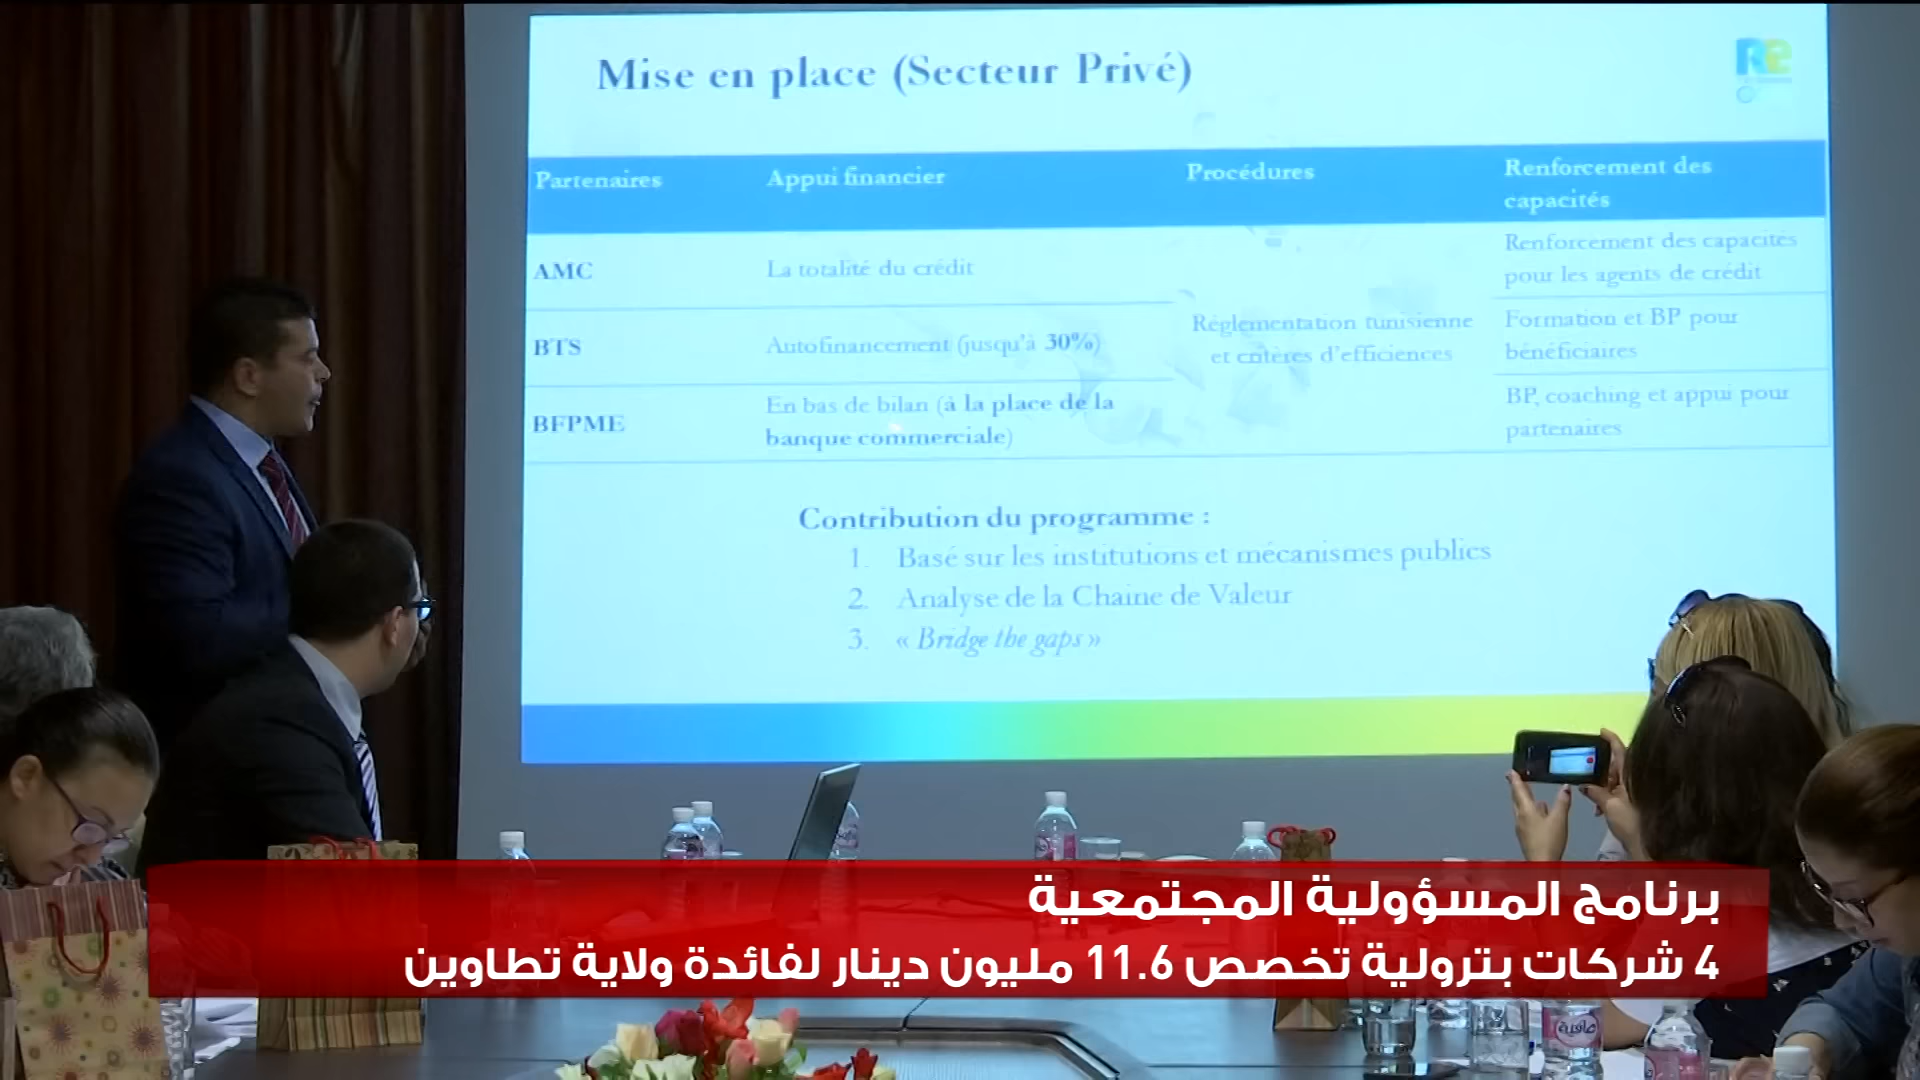 Mise en place (Secteur Privé)
Re
Partenaires
Appui financier
Procédures
Renforcement des
capacités
AMC
La totalité du crédit
Renforcement des capacités
pour les agents de crédit
BTS
Autofinancement (jusqu'à 30%)
Réglementation tunisienne
et critères d'efficiences
Formation et BP pour
bénéficiaires
BFPME
En bas de bilan (à la place de la
banque commerciale)
BP, coaching et appui pour
partenaires
Contribution du programme :
1. Basé sur les institutions et mécanismes publics
2. Analyse de la Chaine de Valeur
3. « Bridge the gaps »
برنامج المسؤولية المجتمعية
4 شركات بترولية تخصص 11.6 مليون دينار لفائدة ولاية تطاوين
صافية